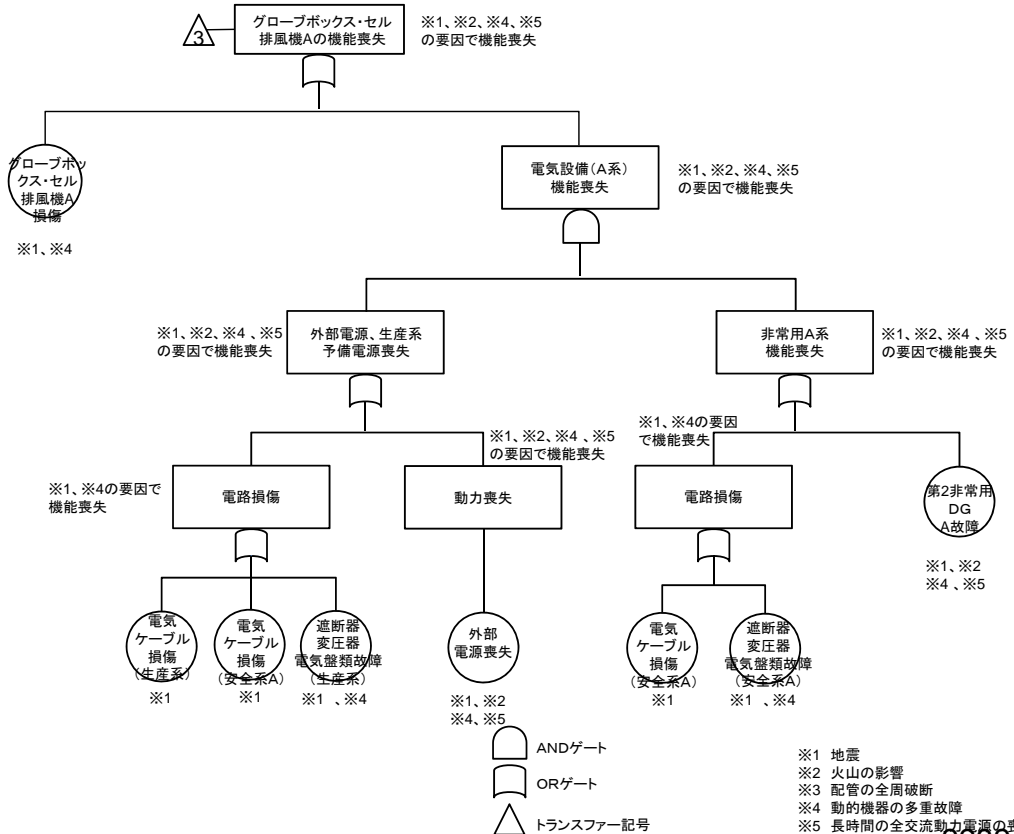 3
グローブボックス・セル
排風機Aの機能喪失
※1、※2、※4、※5
の要因で機能喪失
グローブボッ
クス・セル
排風機A
損傷
※1、※4
電気設備(A系)
機能喪失
※1、※2、※4、※5
の要因で機能喪失
※1、※2、※4 、※5
の要因で機能喪失
外部電源、生産系
予備電源喪失
非常用A系
機能喪失
※1、※2、※4 、※5
の要因で機能喪失
※1、※4の要因で
機能喪失
電路損傷
※1、※2、※4 、※5
の要因で機能喪失
動力喪失
※1、※4の要因
で機能喪失
電路損傷
第2非常用
DG
A故障
※1、※2
※4 、※5
電気
ケーブル
損傷
(生産系)
※1
電気
ケーブル
損傷
(安全系A)
※1
遮断器
変圧器
電気盤類故障
(生産系)
※1 、※4
外部
電源喪失
※1、※2
※4、※5
電気
ケーブル
損傷
(安全系A)
※1
遮断器
変圧器
電気盤類故障
(安全系A)
※1 、※4
ANDゲート
ORゲート
トランスファー記号
※1 地震
※2 火山の影響
※3 配管の全周破断
※4 動的機器の多重故障
※5 長時間の全交流動力電源の